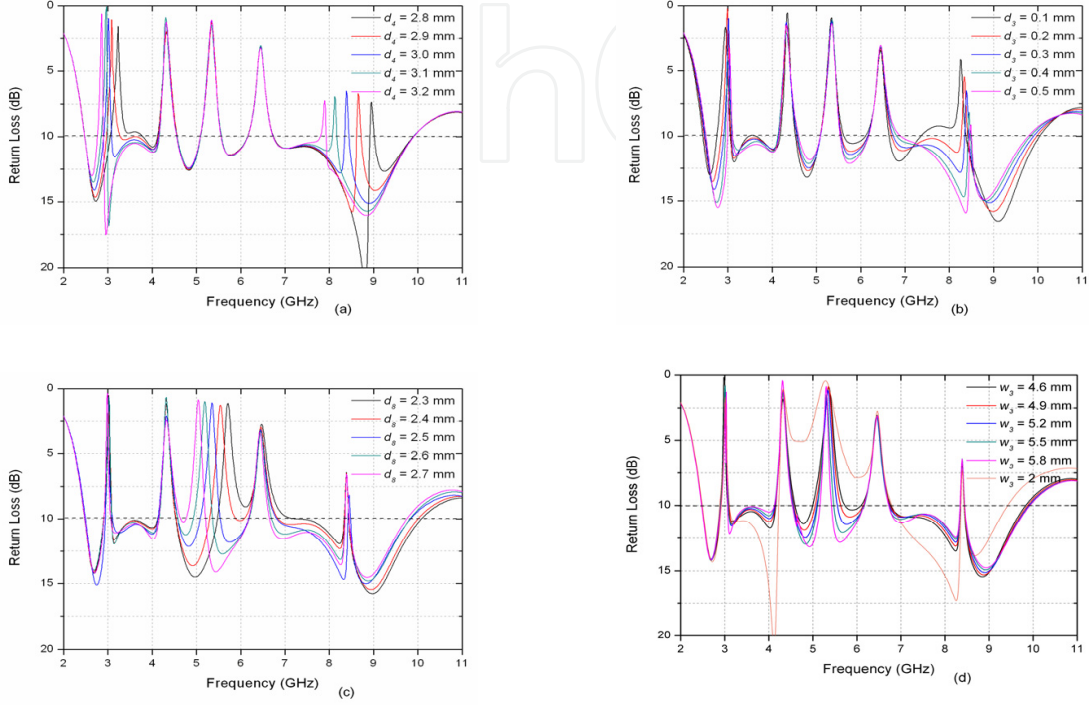 0
5
10
15
20
2 3 4 5 6 7 8 9 10 11
Return Loss (dB)
Frequency (GHz)
(a)
d4 = 2.8 mm
d4 = 2.9 mm
d4 = 3.0 mm
d4 = 3.1 mm
d4 = 3.2 mm
0
5
10
15
20
2 3 4 5 6 7 8 9 10 11
Return Loss (dB)
Frequency (GHz)
(b)
d3 = 0.1 mm
d3 = 0.2 mm
d3 = 0.3 mm
d3 = 0.4 mm
d3 = 0.5 mm
0
5
10
15
20
2 3 4 5 6 7 8 9 10 11
Return Loss (dB)
Frequency (GHz)
(c)
d8 = 2.3 mm
d8 = 2.4 mm
d8 = 2.5 mm
d8 = 2.6 mm
d8 = 2.7 mm
0
5
10
15
20
2 3 4 5 6 7 8 9 10 11
Return Loss (dB)
Frequency (GHz)
(d)
w3 = 4.6 mm
w3 = 4.9 mm
w3 = 5.2 mm
w3 = 5.5 mm
w3 = 5.8 mm
w3 = 2 mm